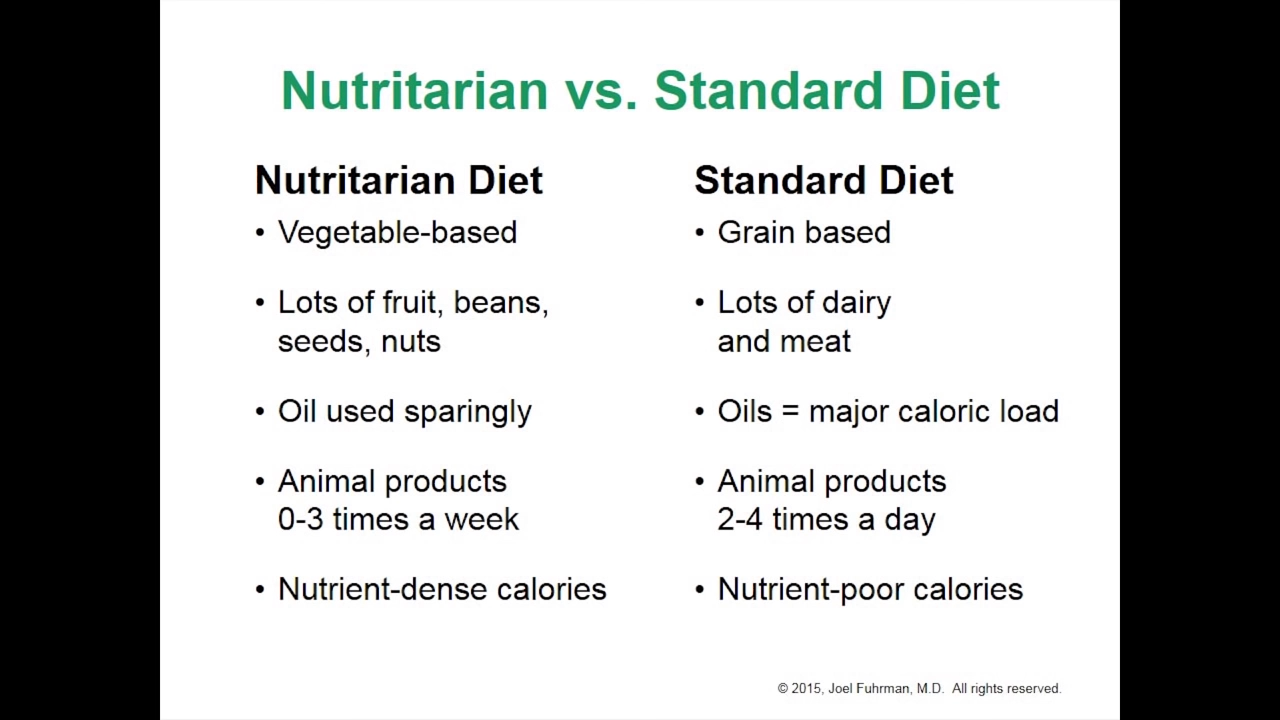 Nutritarian vs. Standard Diet
Nutritarian Diet
• Vegetable-based
• Lots of fruit, beans,
seeds, nuts
• Oil used sparingly
• Animal products
0-3 times a week
• Nutrient-dense calories
Standard Diet
• Grain based
• Lots of dairy
and meat
• Oils = major caloric load
• Animal products
2-4 times a day
• Nutrient-poor calories
© 2015, Joel Fuhrman, M.D. All rights reserved.